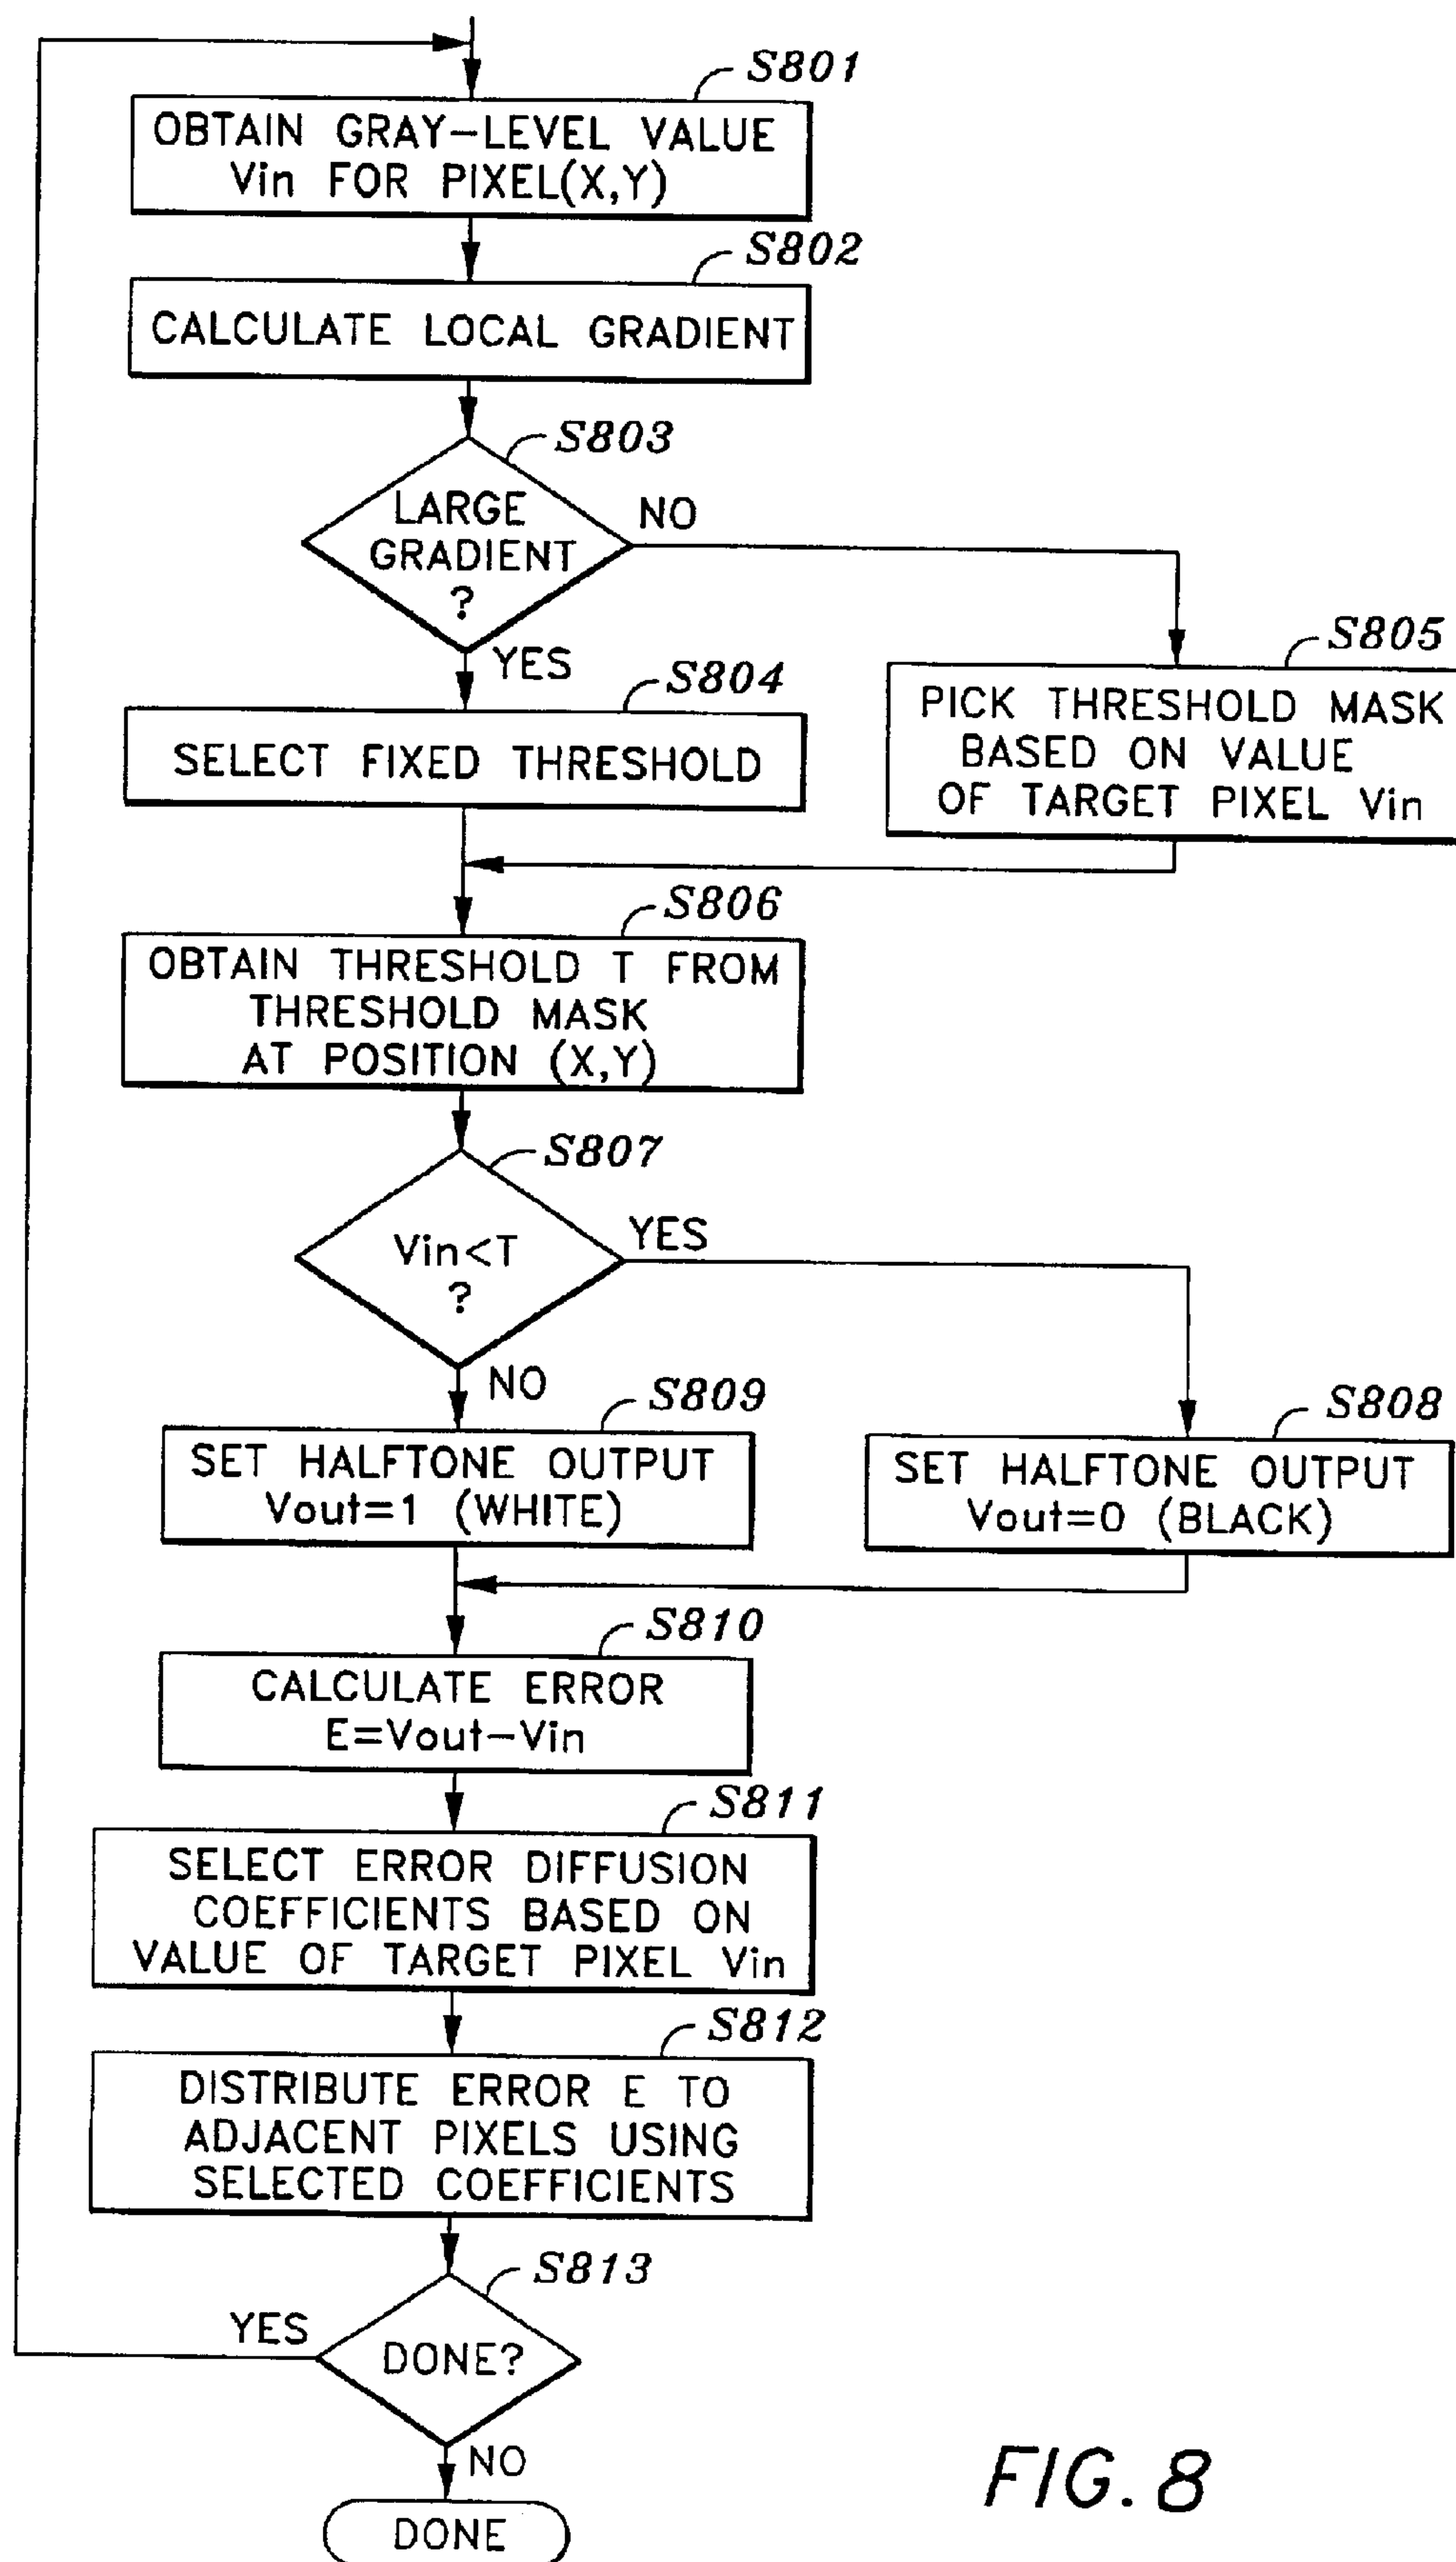 S801
OBTAIN GRAY-LEVEL VALUE
Vin FOR PIXEL(X,Y)
S802
CALCULATE LOCAL GRADIENT
S803
LARGE
GRADIENT
?
NO
YES
S804
SELECT FIXED THRESHOLD
S805
PICK THRESHOLD MASK
BASED ON VALUE
OF TARGET PIXEL Vin
S806
OBTAIN THRESHOLD T FROM
THRESHOLD MASK
AT POSITION (X,Y)
S807
Vin<T
?
YES
NO
S809
SET HALFTONE OUTPUT
Vout=1 (WHITE)
S808
SET HALFTONE OUTPUT
Vout=0 (BLACK)
S810
CALCULATE ERROR
E=Vout-Vin
S811
SELECT ERROR DIFFUSION
COEFFICIENTS BASED ON
VALUE OF TARGET PIXEL Vin
S812
DISTRIBUTE ERROR E TO
ADJACENT PIXELS USING
SELECTED COEFFICIENTS
S813
YES
DONE?
NO
DONE
FIG. 8